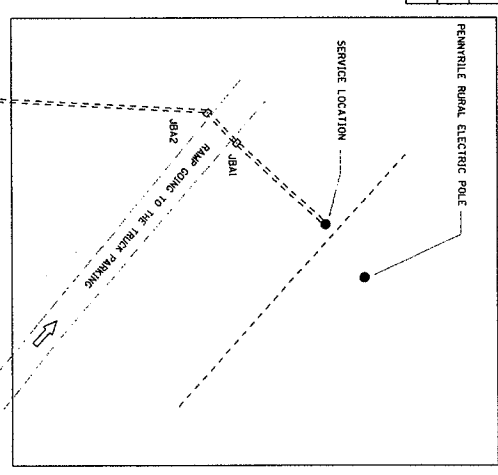 PENNYRILE RURAL ELECTRIC POLE
SERVICE LOCATION
JBA1
JBA2
RAMP GOING TO THE TRUCK PARKING